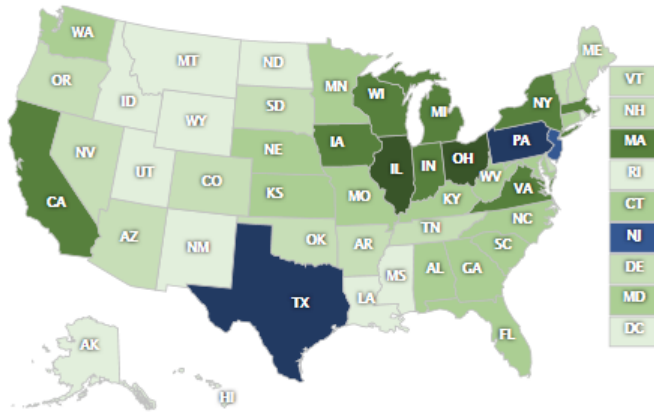 WA
MT
ND
ME
OR
MN
VT
ID
SD
WI
NY
NH
WY
MI
MA
IA
PA
NE
RI
NV
IL
IN
OH
UT
CO
WV
CT
KS
MO
KY
VA
CA
NJ
NC
TN
AZ
NM
OK
AR
SC
DE
MS
AL
GA
MD
TX
LA
DC
FL
AK
HI